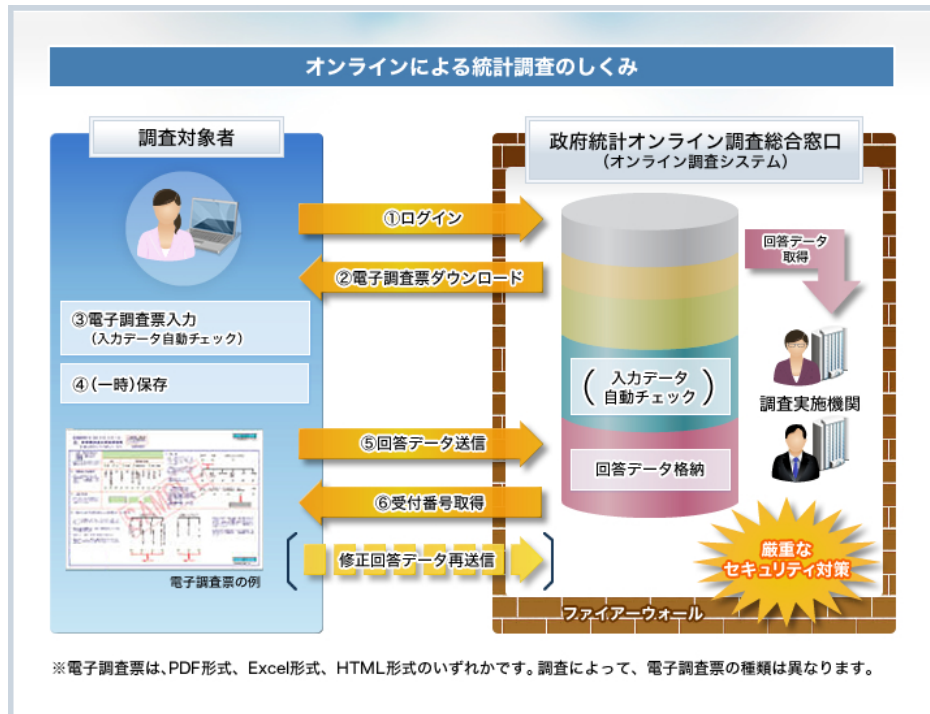 オンラインによる統計調査のしくみ
調査対象者
政府統計オンライン調査総合窓口
（オンライン調査システム）
①ログイン
②電子調査票ダウンロード
③電子調査票入力
（入力データ自動チェック）
④（一時）保存
⑤回答データ送信
⑥受付番号取得
修正回答データ再送信
SAMPLE
電子調査票の例
入力データ
自動チェック
回答データ格納
回答データ
取得
調査実施機関
厳重な
セキュリティ対策
ファイアーウォール
※電子調査票は、PDF形式、Excel形式、HTML形式のいずれかです。調査によって、電子調査票の種類は異なります。